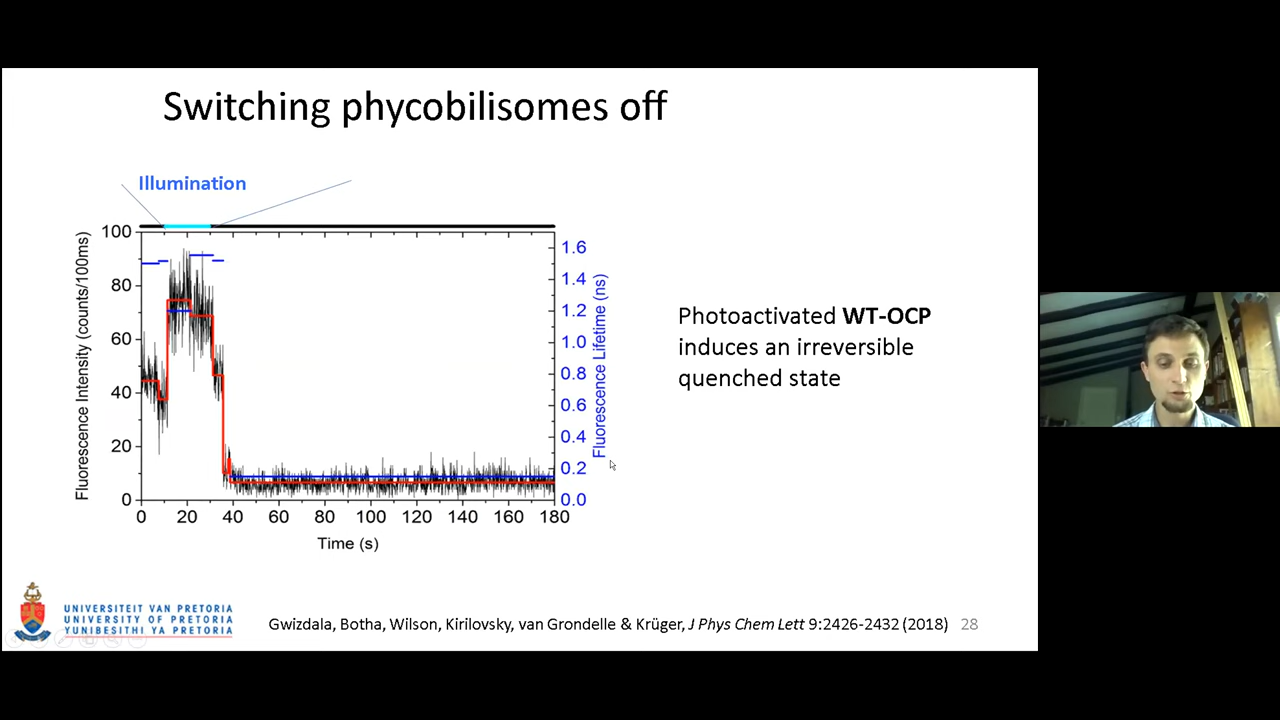 Switching phycobilisomes off
Illumination
100
80
60
40
20
0
Fluorescence Intensity (counts/100ms)
1.6
1.4
1.2
1.0
0.8
0.6
0.4
0.2
0.0
Fluorescence Lifetime (ns)
0 20 40 60 80 100 120 140 160 180
Time (s)
Photoactivated WT-OCP
induces an irreversible
quenched state
UNIVERSITEIT VAN PRETORIA
UNIVERSITY OF PRETORIA
YUNIBESITHI YA PRETORIA
Gwizdala, Botha, Wilson, Kirilovsky, van Grondelle & Krüger, J Phys Chem Lett 9:2426-2432 (2018) 28